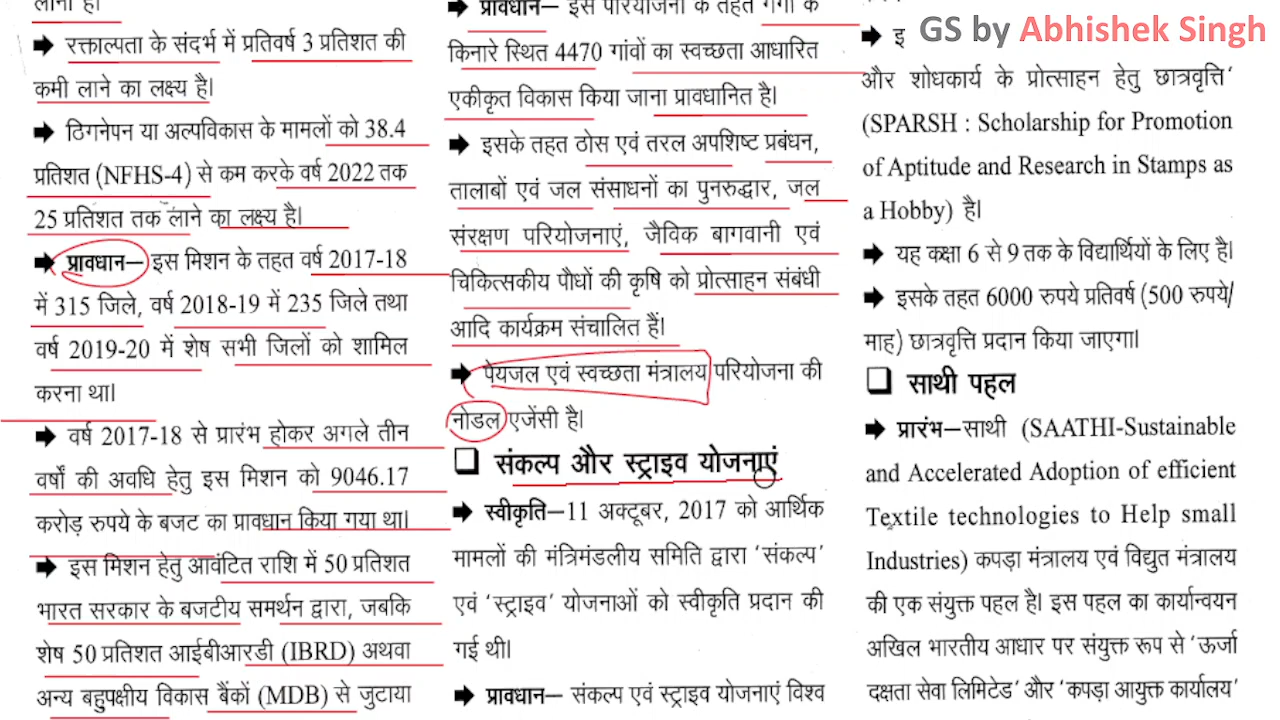 लाना है।
➡ रक्ताल्पता के संदर्भ में प्रतिवर्ष 3 प्रतिशत की
कमी लाने का लक्ष्य है।
➡ ठिगनेपन या अल्पविकास के मामलों को 38.4
प्रतिशत (NFHS-4) से कम करके वर्ष 2022 तक
25 प्रतिशत तक लाने का लक्ष्य है।
➡ प्रावधान– इस मिशन के तहत वर्ष 2017-18
में 315 जिले, वर्ष 2018-19 में 235 जिले तथा
वर्ष 2019-20 में शेष सभी जिलों को शामिल
करना था।
➡ वर्ष 2017-18 से प्रारंभ होकर अगले तीन
वर्षों की अवधि हेतु इस मिशन को 9046.17
करोड़ रुपये के बजट का प्रावधान किया गया था।
➡ इस मिशन हेतु आवंटित राशि में 50 प्रतिशत
भारत सरकार के बजटीय समर्थन द्वारा, जबकि
शेष 50 प्रतिशत आईबीआरडी (IBRD) अथवा
अन्य बहुपक्षीय विकास बैंकों (MDB) से जुटाया
➡ प्रावधान– इस परियोजना के तहत गंगा के
किनारे स्थित 4470 गांवों का स्वच्छता आधारित
एकीकृत विकास किया जाना प्रावधानित है।
➡ इसके तहत ठोस एवं तरल अपशिष्ट प्रबंधन,
तालाबों एवं जल संसाधनों का पुनरुद्धार, जल
संरक्षण परियोजनाएं, जैविक बागवानी एवं
चिकित्सकीय पौधों की कृषि को प्रोत्साहन संबंधी
आदि कार्यक्रम संचालित हैं।
➡ पेयजल एवं स्वच्छता मंत्रालय परियोजना की
नोडल एजेंसी है।
❑ संकल्प और स्ट्राइव योजनाएं
➡ स्वीकृति–11 अक्टूबर, 2017 को आर्थिक
मामलों की मंत्रिमंडलीय समिति द्वारा ‘संकल्प’
एवं ‘स्ट्राइव’ योजनाओं को स्वीकृति प्रदान की
गई थी।
➡ प्रावधान– संकल्प एवं स्ट्राइव योजनाएं विश्व
GS by Abhishek Singh
➡ इ
और शोधकार्य के प्रोत्साहन हेतु छात्रवृत्ति’
(SPARSH : Scholarship for Promotion
of Aptitude and Research in Stamps as
a Hobby) है।
➡ यह कक्षा 6 से 9 तक के विद्यार्थियों के लिए है।
➡ इसके तहत 6000 रुपये प्रतिवर्ष (500 रुपये/
माह) छात्रवृत्ति प्रदान किया जाएगा।
❑ साथी पहल
➡ प्रारंभ–साथी (SAATHI-Sustainable
and Accelerated Adoption of efficient
Textile technologies to Help small
Industries) कपड़ा मंत्रालय एवं विद्युत मंत्रालय
की एक संयुक्त पहल है। इस पहल का कार्यान्वयन
अखिल भारतीय आधार पर संयुक्त रूप से ‘ऊर्जा
दक्षता सेवा लिमिटेड’ और ‘कपड़ा आयुक्त कार्यालय’